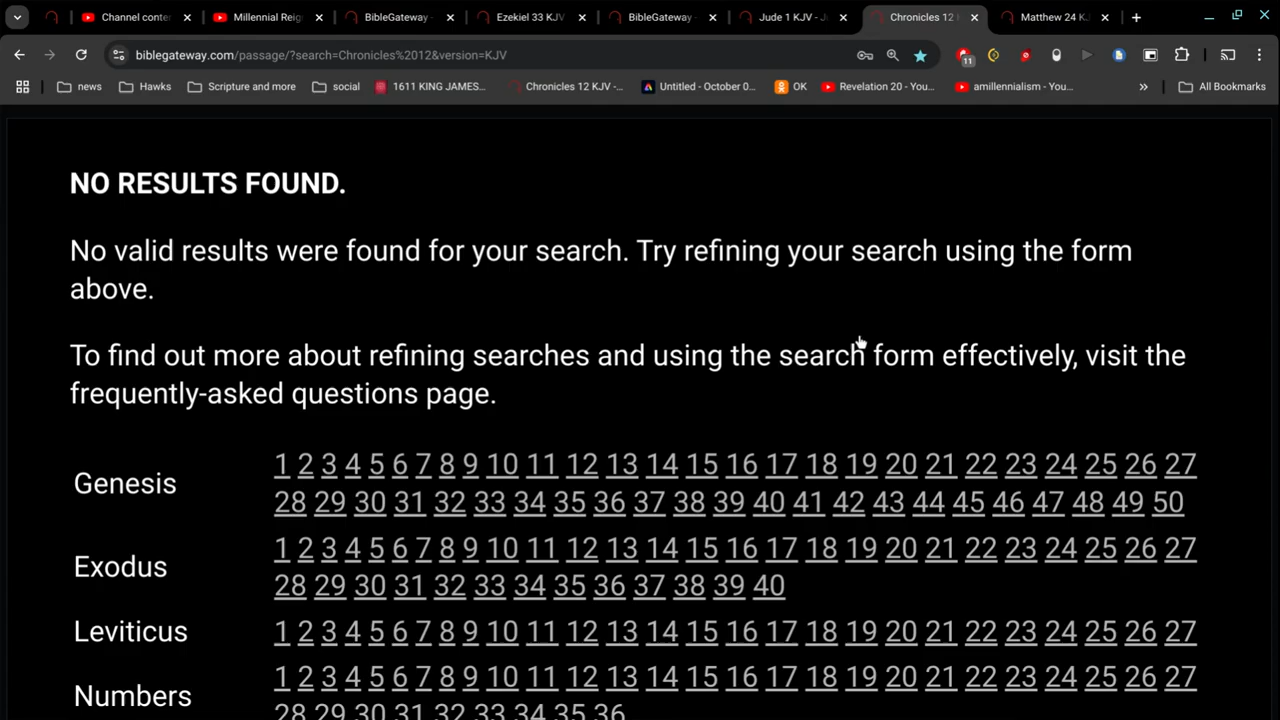 Channel conter
Millennial Reig
BibleGateway -
Ezekiel 33 KJV
BibleGateway -
Jude 1 KJV - J
Chronicles 12
Matthew 24 KJ
biblegateway.com/passage/?search=Chronicles%2012&version=KJV
11
news
Hawks
Scripture and more
social
1611 KING JAMES...
Chronicles 12 KJV -...
Untitled - October 0...
OK
Revelation 20 - You...
amillennialism - You...
»
All Bookmarks
NO RESULTS FOUND.
No valid results were found for your search. Try refining your search using the form
above.
To find out more about refining searches and using the search form effectively, visit the
frequently-asked questions page.
Genesis
1 2 3 4 5 6 7 8 9 10 11 12 13 14 15 16 17 18 19 20 21 22 23 24 25 26 27
28 29 30 31 32 33 34 35 36 37 38 39 40 41 42 43 44 45 46 47 48 49 50
Exodus
1 2 3 4 5 6 7 8 9 10 11 12 13 14 15 16 17 18 19 20 21 22 23 24 25 26 27
28 29 30 31 32 33 34 35 36 37 38 39 40
Leviticus
1 2 3 4 5 6 7 8 9 10 11 12 13 14 15 16 17 18 19 20 21 22 23 24 25 26 27
Numbers
1 2 3 4 5 6 7 8 9 10 11 12 13 14 15 16 17 18 19 20 21 22 23 24 25 26 27
28 29 30 31 32 33 34 35 36